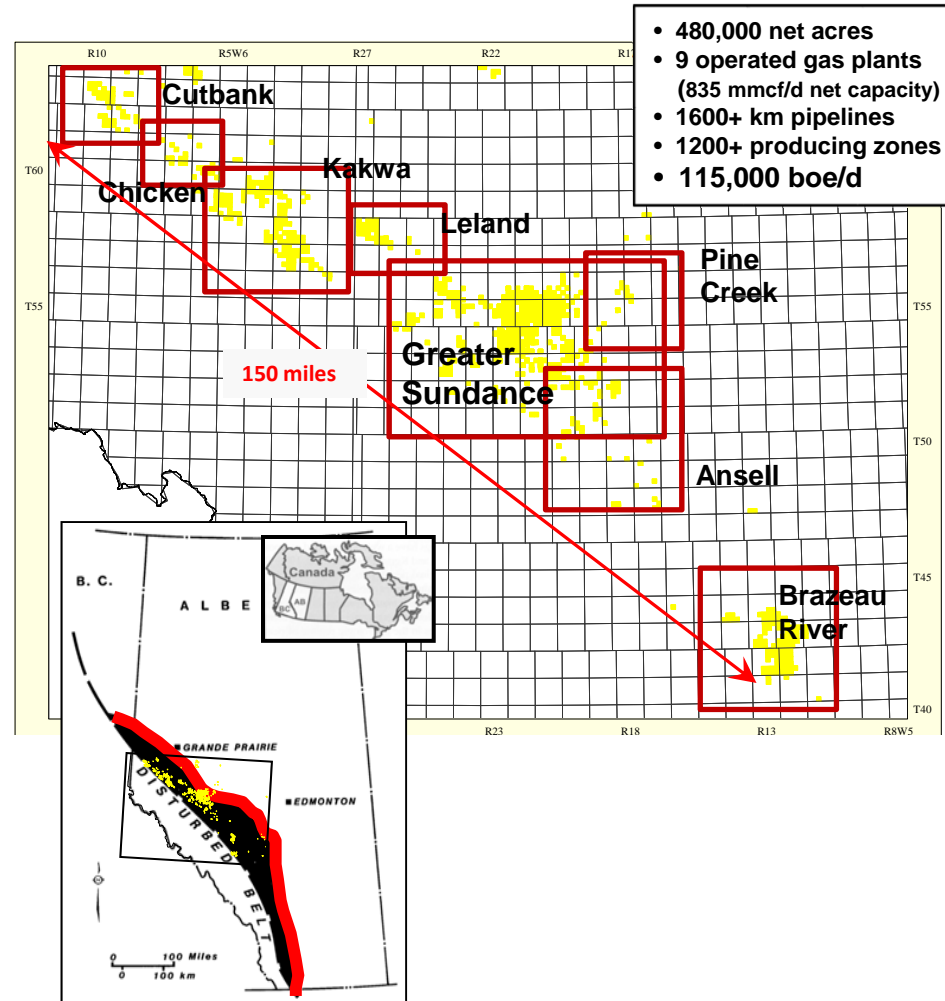 • 480,000 net acres
• 9 operated gas plants
(835 mmcf/d net capacity)
• 1600+ km pipelines
• 1200+ producing zones
• 115,000 boe/d
R10
R5W6
R27
R22
R17
Cutbank
T60
Kakwa
Chicken
Leland
Pine
Creek
T55
T55
Greater
Sundance
150 miles
T50
Ansell
T45
Brazeau
River
T40
R23
R18
R13
R8W5
Canada
BC
AB
B. C.
A L B E
GRANDE PRAIRIE
EDMONTON
DISTURBED BELT
0 100 Miles
0 100 km